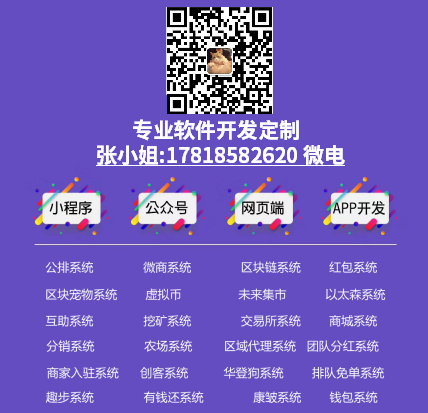 专业软件开发定制
张小姐:17818582620 微电
小程序 公众号 网页端 APP开发
公排系统 微商系统 区块链系统 红包系统
区块宠物系统 虚拟币 未来集市 以太森系统
互助系统 挖矿系统 交易所系统 商城系统
分销系统 农场系统 区域代理系统 团队分红系统
商家入驻系统 创客系统 华登狗系统 排队免单系统
趣步系统 有钱还系统 康皱系统 钱包系统